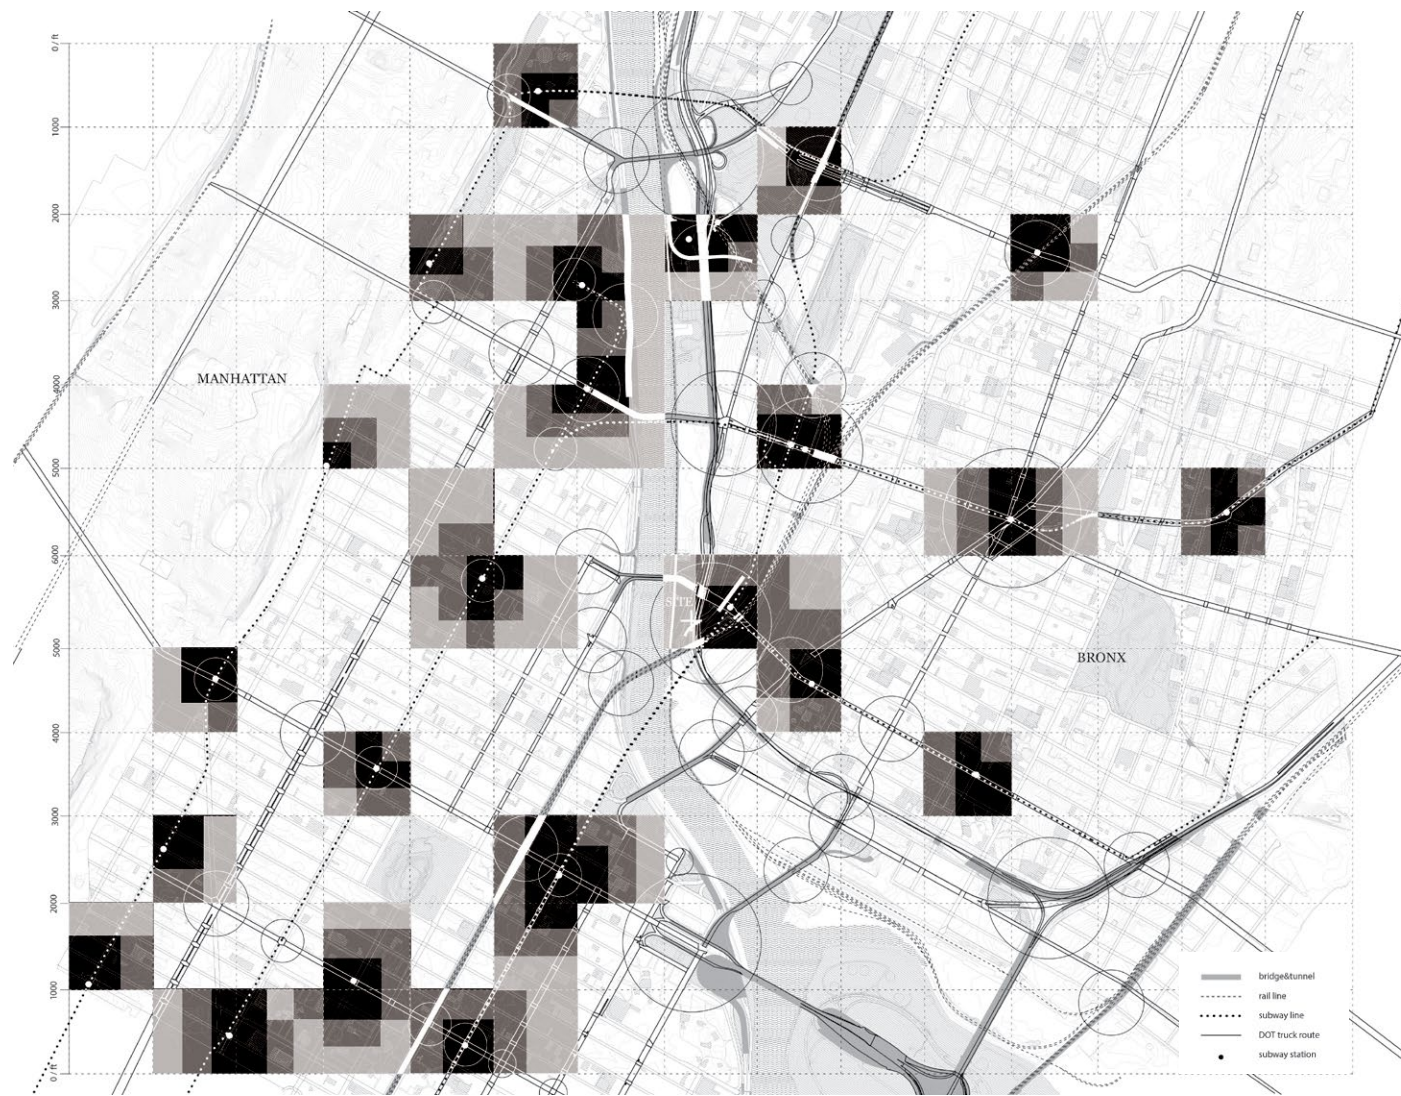 0 / ft
1000
2000
3000
MANHATTAN
4000
5000
6000
SITE
5000
BRONX
4000
3000
2000
1000
0 / ft
bridge&tunnel
rail line
subway line
DOT truck route
subway station